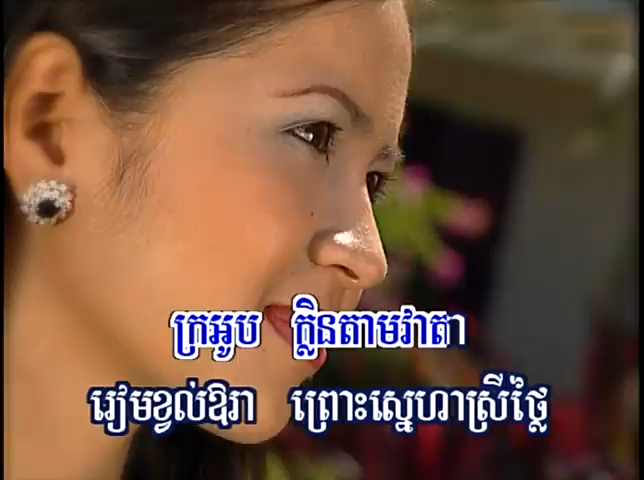 ក្រអូប ក្លិនតាមវាតា
រៀមខ្វល់ឱរា ព្រោះស្នេហាស្រីថ្លៃ